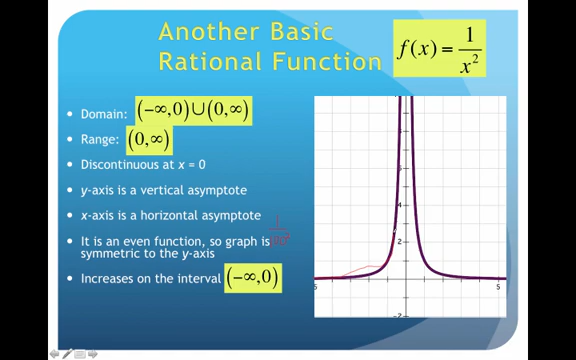 Another Basic
Rational Function
f(x) = 1/x²
Domain: (−∞,0)∪(0,∞)
Range: (0,∞)
Discontinuous at x = 0
y-axis is a vertical asymptote
x-axis is a horizontal asymptote
It is an even function, so graph is
symmetric to the y-axis
Increases on the interval (−∞,0)
4
2
5
5
-2